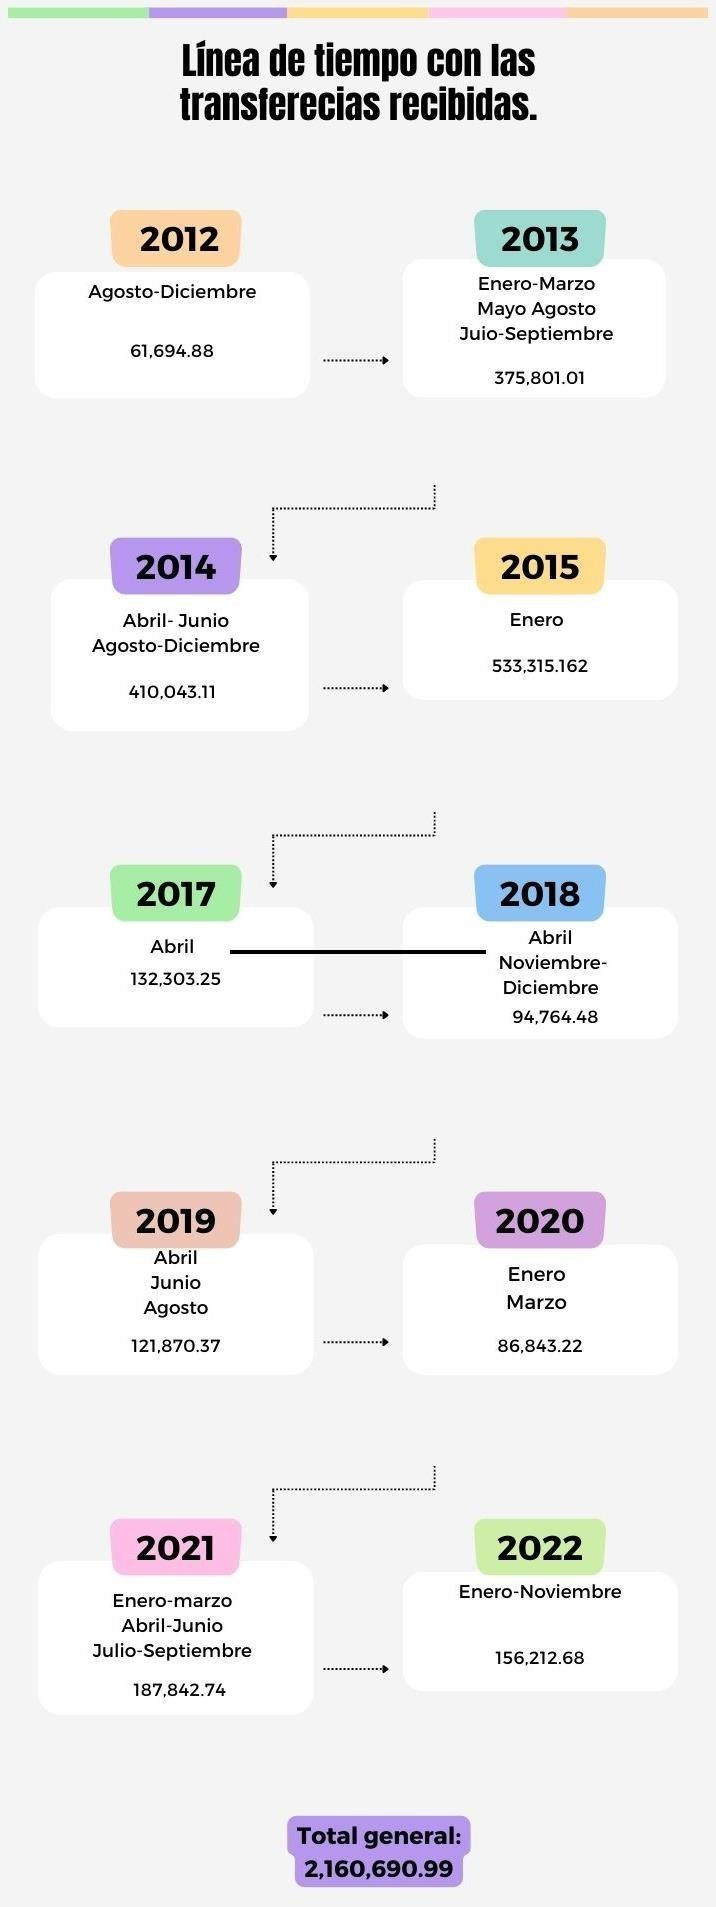 Línea de tiempo con las
transferecias recibidas.
2012
Agosto-Diciembre
61,694.88
2013
Enero-Marzo
Mayo Agosto
Juio-Septiembre
375,801.01
2014
Abril- Junio
Agosto-Diciembre
410,043.11
2015
Enero
533,315.162
2017
Abril
132,303.25
2018
Abril
Noviembre-
Diciembre
94,764.48
2019
Abril
Junio
Agosto
121,870.37
2020
Enero
Marzo
86,843.22
2021
Enero-marzo
Abril-Junio
Julio-Septiembre
187,842.74
2022
Enero-Noviembre
156,212.68
Total general:
2,160,690.99